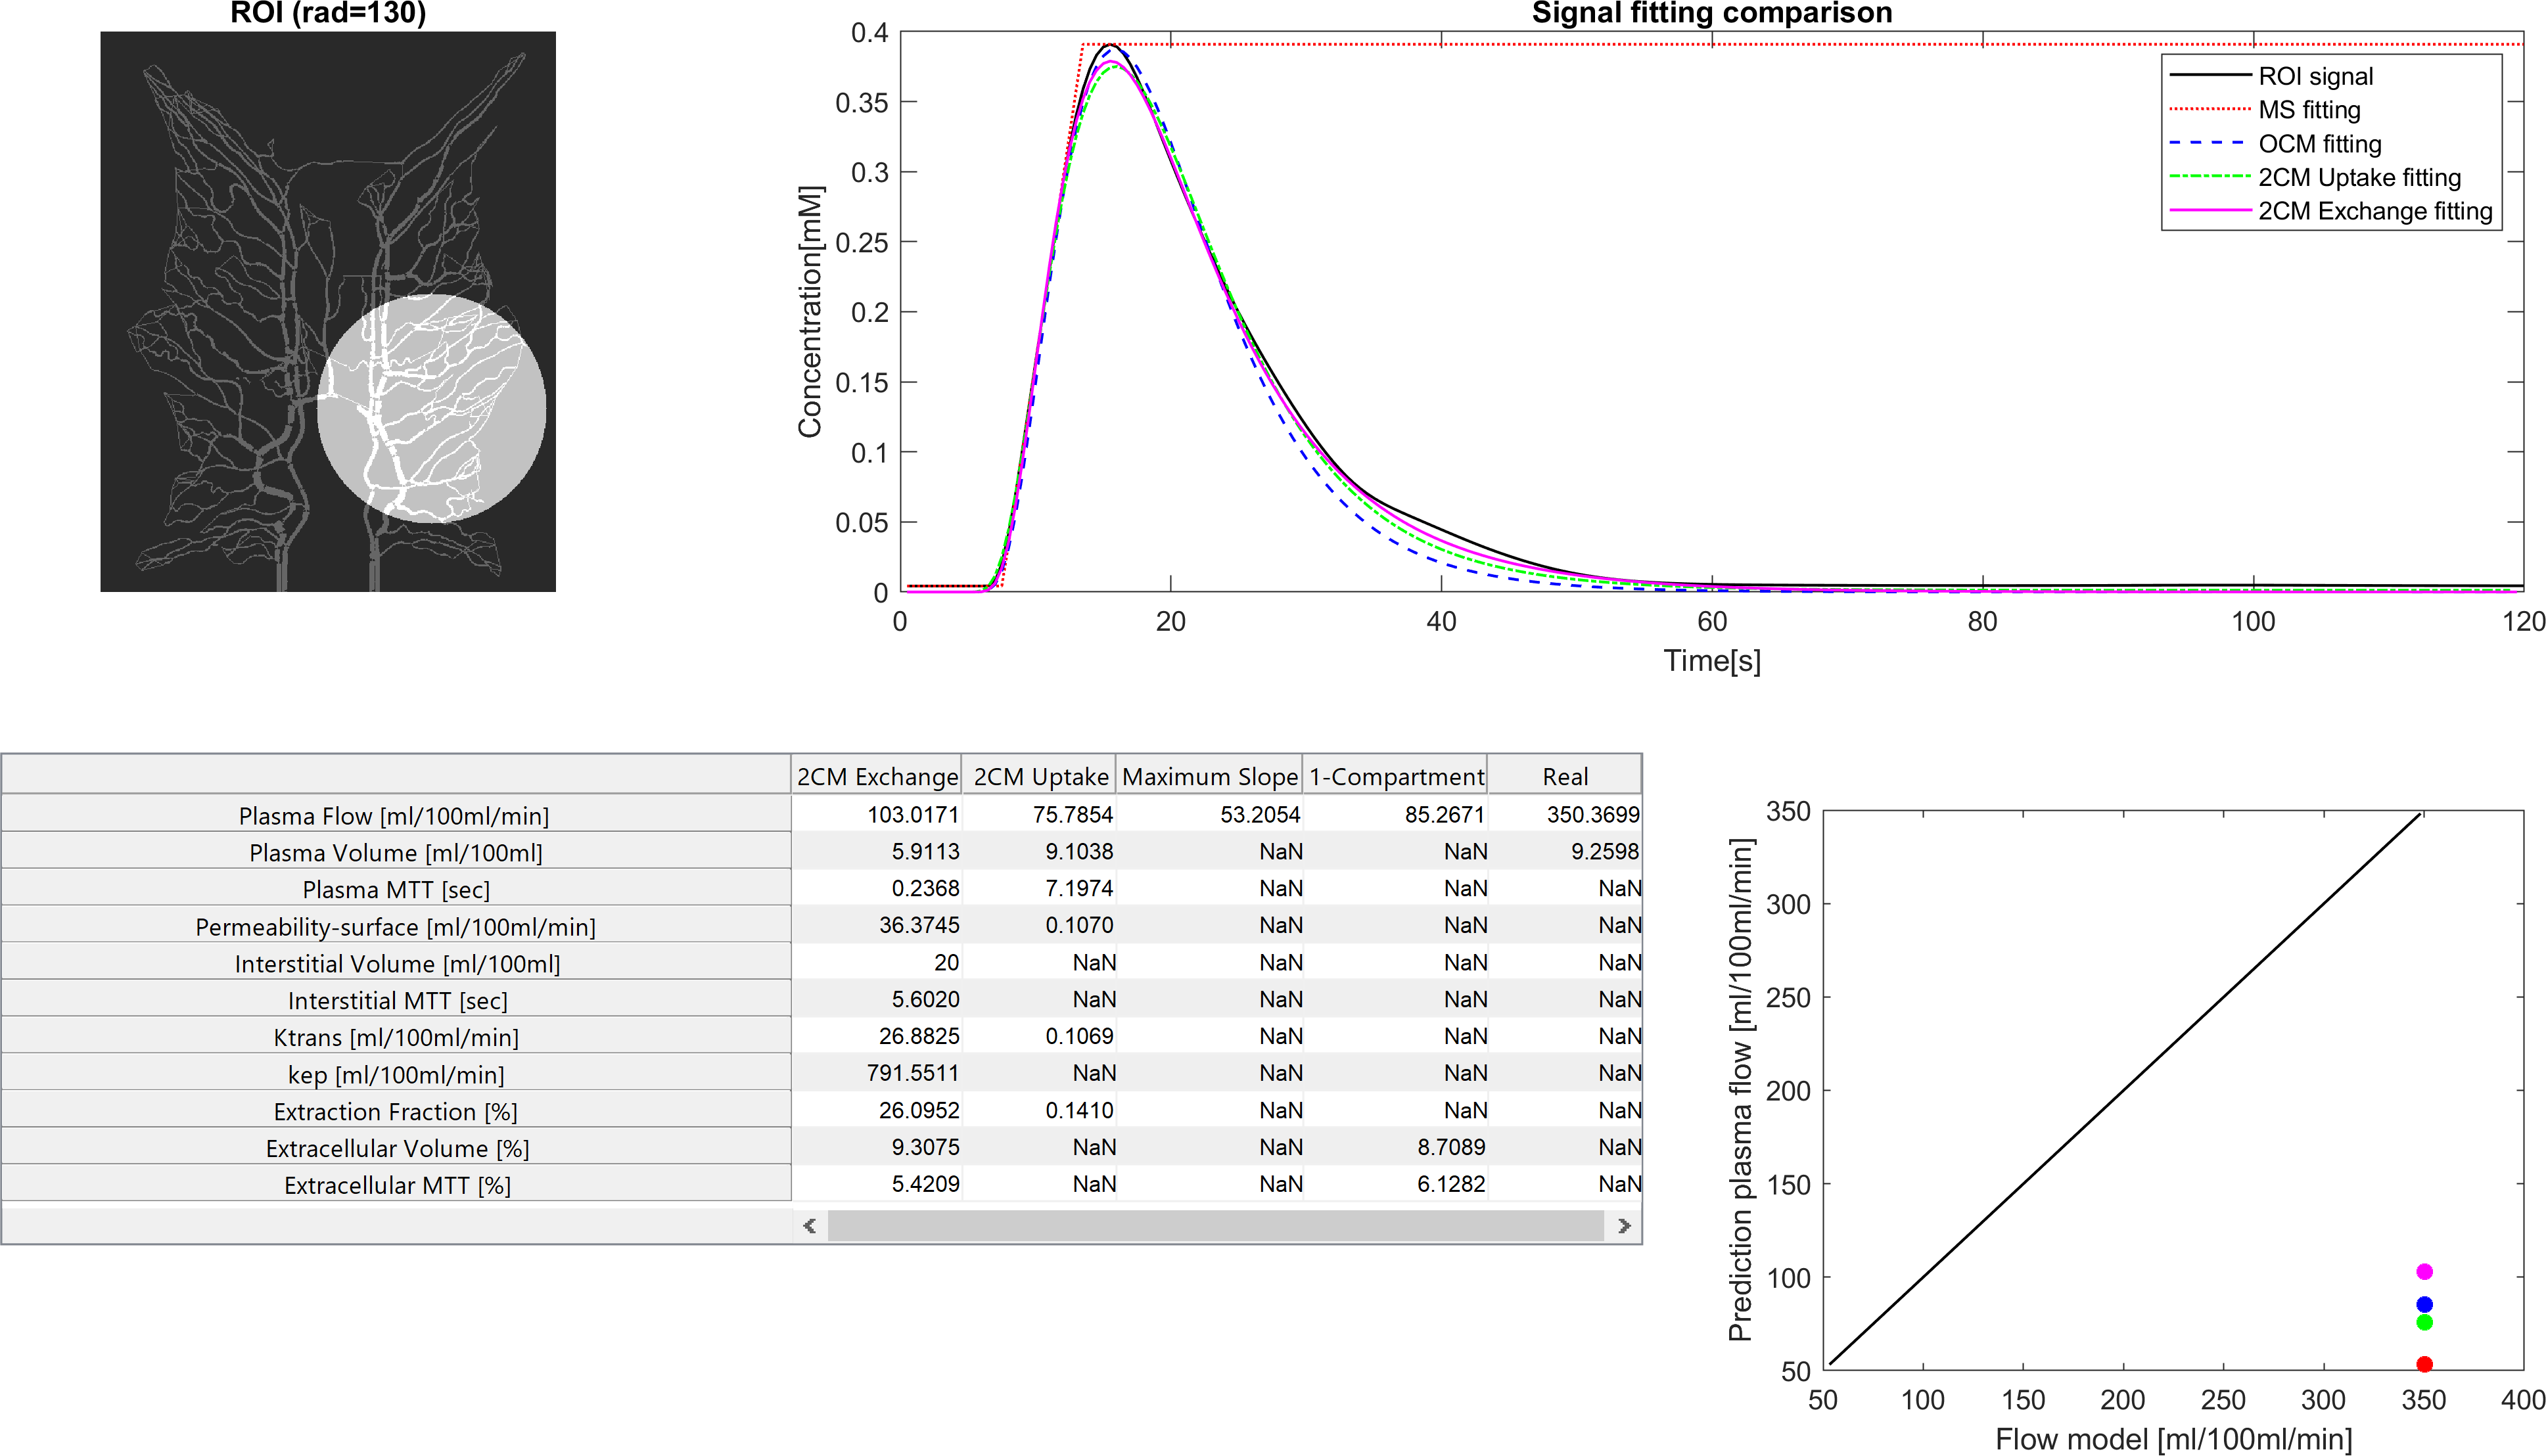 ROI (rad=130)
Signal fitting comparison
0.4
0.35
0.3
0.25
0.2
0.15
0.1
0.05
0
Concentration[mM]
0 20 40 60 80 100 120
Time[s]
ROI signal
MS fitting
OCM fitting
2CM Uptake fitting
2CM Exchange fitting
2CM Exchange 2CM Uptake Maximum Slope 1-Compartment Real
Plasma Flow [ml/100ml/min] 103.0171 75.7854 53.2054 85.2671 350.3699
Plasma Volume [ml/100ml] 5.9113 9.1038 NaN NaN 9.2598
Plasma MTT [sec] 0.2368 7.1974 NaN NaN NaN
Permeability-surface [ml/100ml/min] 36.3745 0.1070 NaN NaN NaN
Interstitial Volume [ml/100ml] 20 NaN NaN NaN NaN
Interstitial MTT [sec] 5.6020 NaN NaN NaN NaN
Ktrans [ml/100ml/min] 26.8825 0.1069 NaN NaN NaN
kep [ml/100ml/min] 791.5511 NaN NaN NaN NaN
Extraction Fraction [%] 26.0952 0.1410 NaN NaN NaN
Extracellular Volume [%] 9.3075 NaN NaN 8.7089 NaN
Extracellular MTT [%] 5.4209 NaN NaN 6.1282 NaN
350
300
250
200
150
100
50
Prediction plasma flow [ml/100ml/min]
50 100 150 200 250 300 350 400
Flow model [ml/100ml/min]